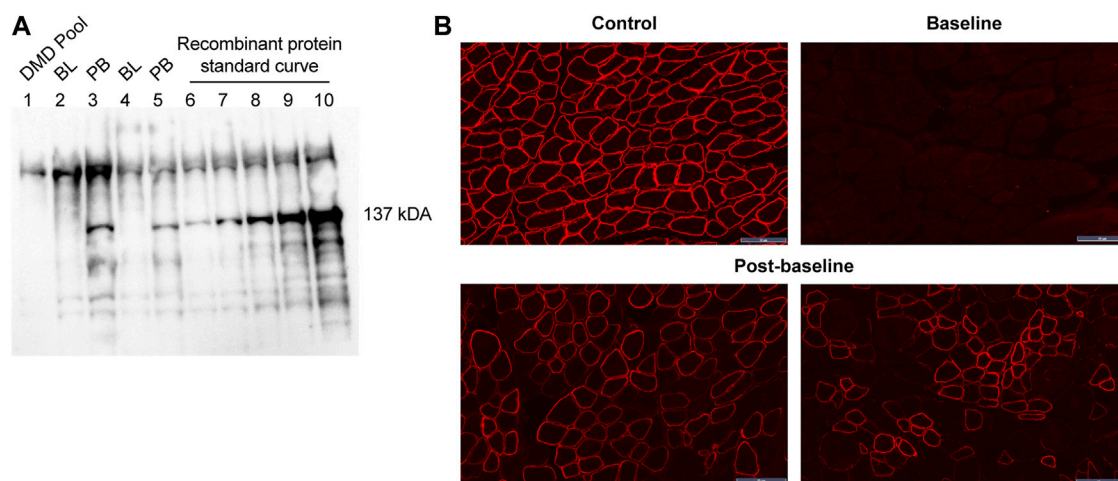 A
DMD Pool
BL
PB
BL
PB
Recombinant protein
standard curve
1 2 3 4 5 6 7 8 9 10
137 kDA
B
Control
Baseline
Post-baseline